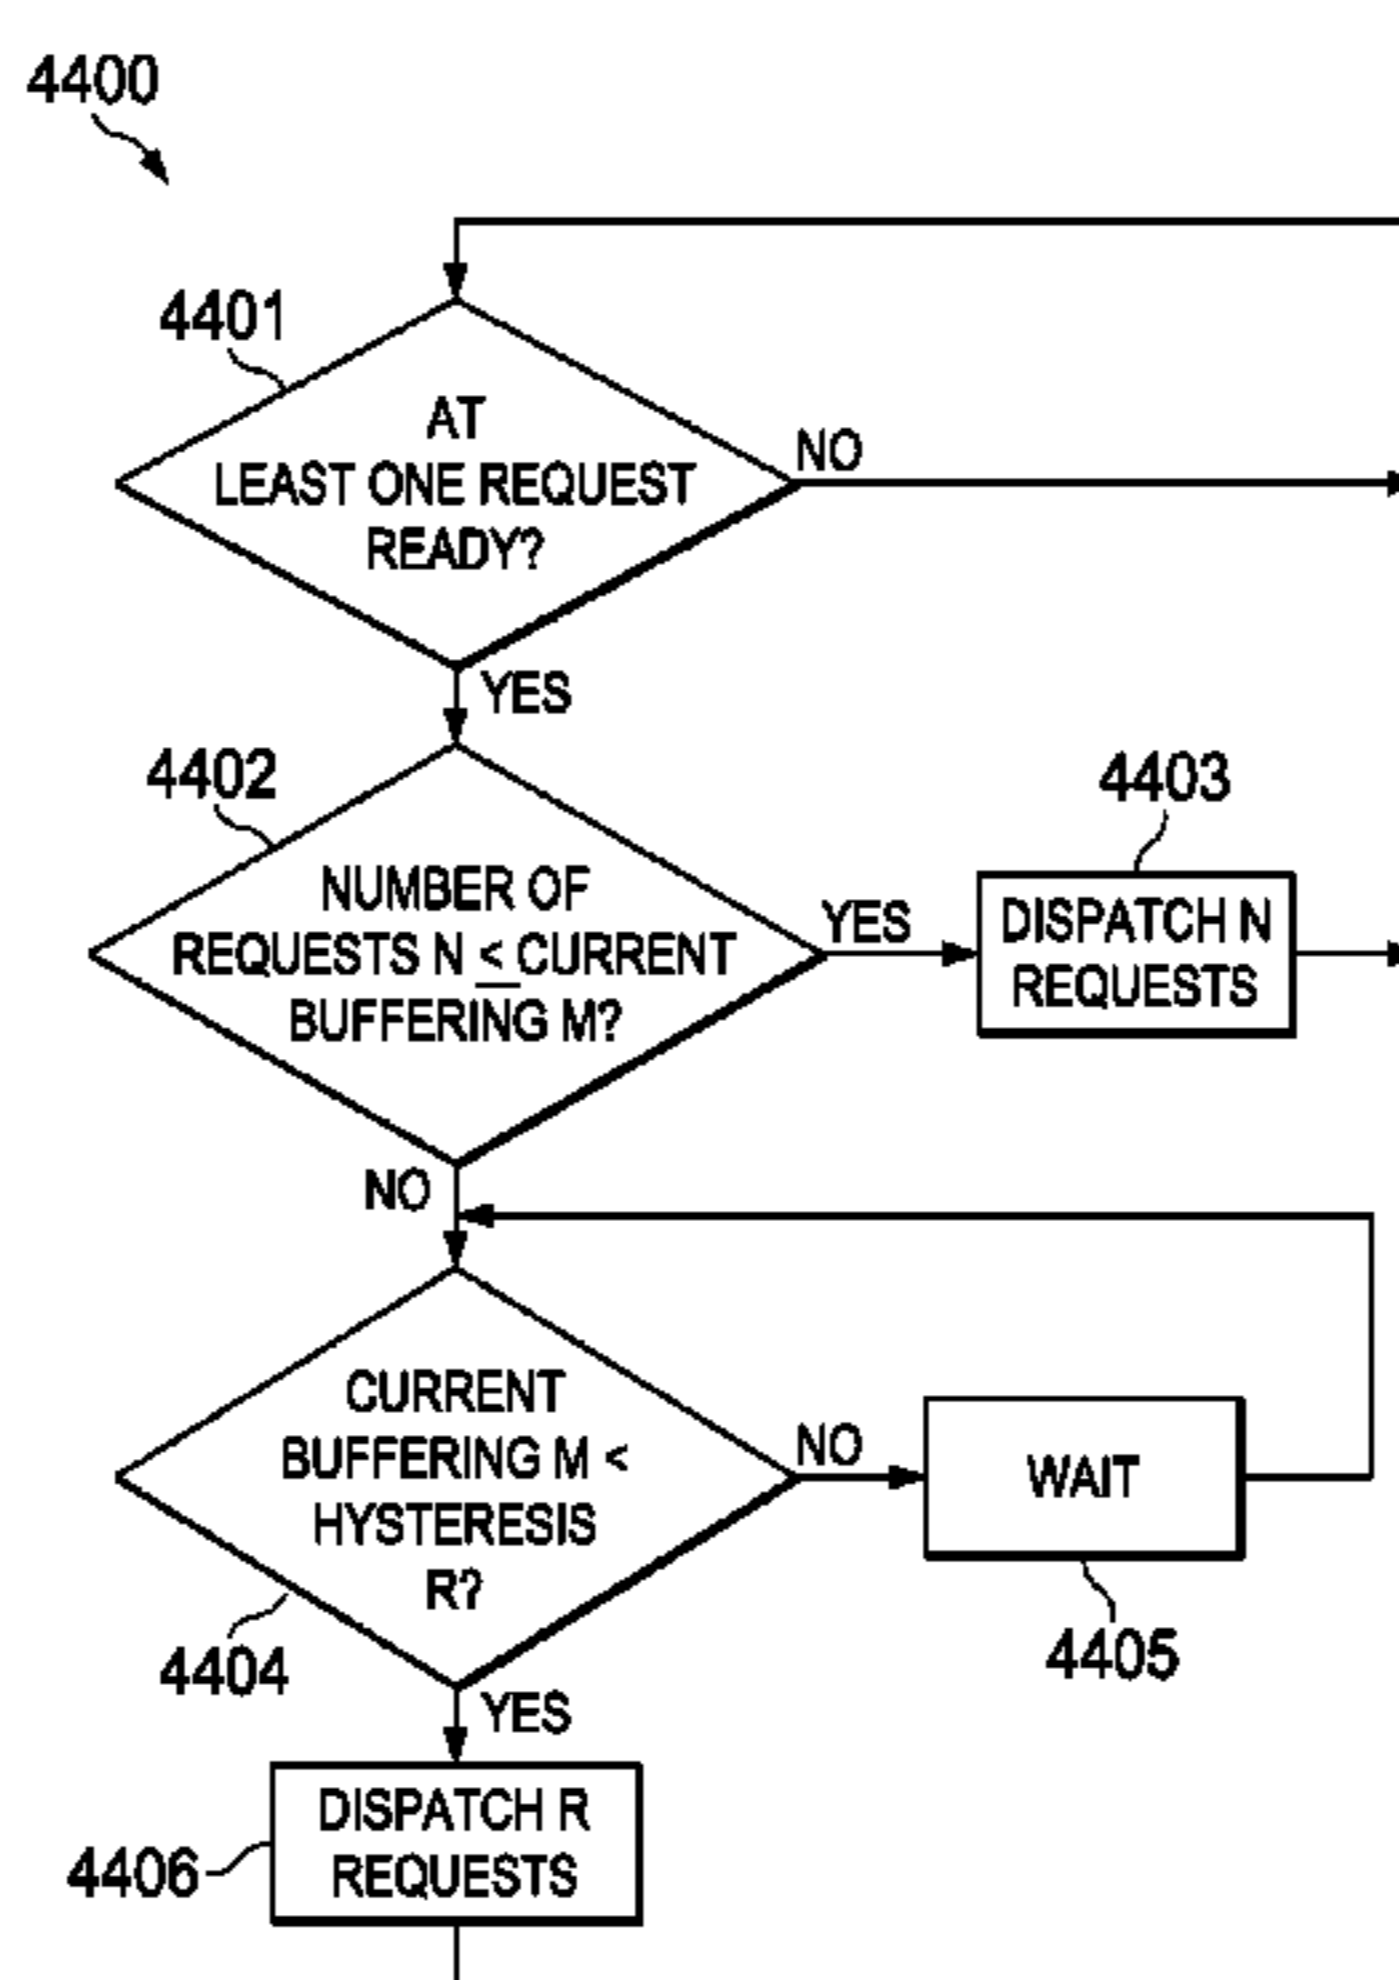 4400
4401
AT
LEAST ONE REQUEST
READY?
NO
YES
4402
NUMBER OF
REQUESTS N ≤ CURRENT
BUFFERING M?
YES
4403
DISPATCH N
REQUESTS
NO
CURRENT
BUFFERING M <
HYSTERESIS
R?
NO
WAIT
4404
4405
YES
DISPATCH R
REQUESTS
4406